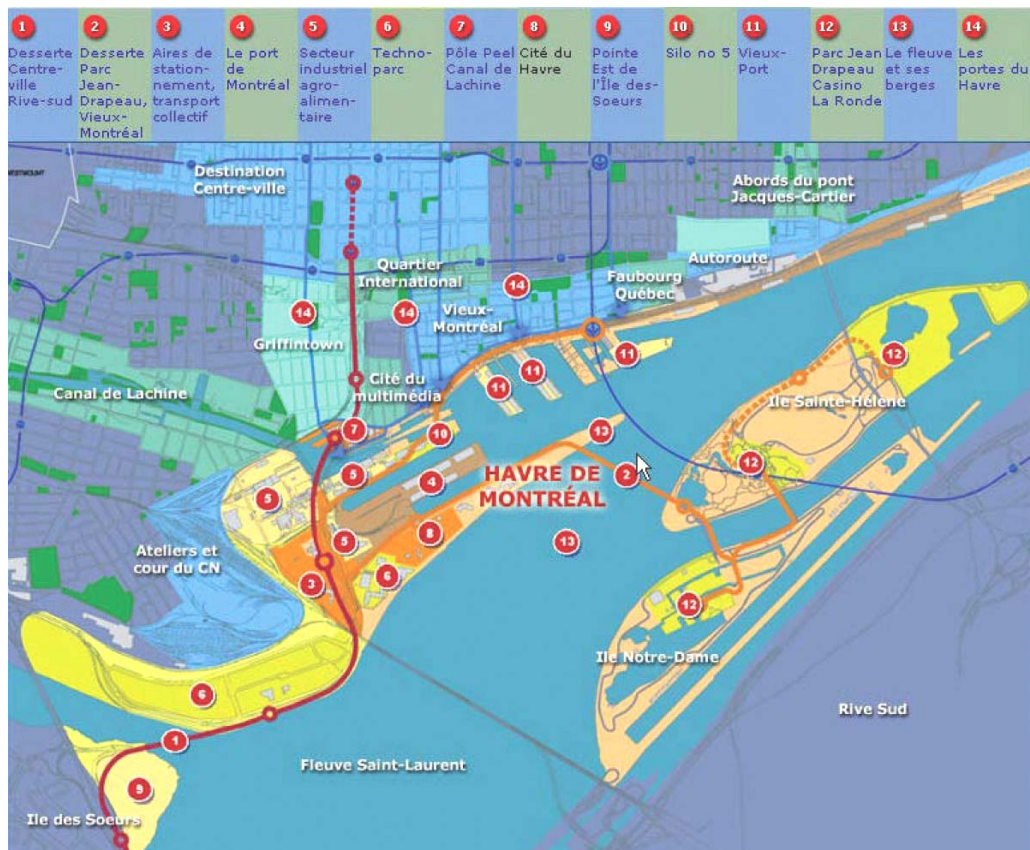 1
Desserte
Centre-
ville
Rive-sud
2
Desserte
Parc
Jean-
Drapeau,
Vieux-
Montréal
3
Aires de
station-
nement,
transport
collectif
4
Le port
de
Montréal
5
Secteur
industriel
agro-
alimen-
taire
6
Techno-
parc
7
Pôle Peel
Canal de
Lachine
8
Cité du
Havre
9
Pointe
Est de
l'Île des-
Soeurs
10
Silo no 5
11
Vieux-
Port
12
Parc Jean
Drapeau
Casino
La Ronde
13
Le fleuve
et ses
berges
14
Les
portes du
Havre
WESTMOUNT
Destination
Centre-ville
Abords du pont
Jacques-Cartier
Quartier
International
Autoroute
Faubourg
Québec
14
14
14
Vieux-
Montréal
Griffintown
11
12
11
11
Cité du
multimédia
Canal de Lachine
Ile Sainte-Hélène
7
10
13
12
5
5
4
HAVRE DE
MONTRÉAL
2
8
5
13
Ateliers et
cour du CN
3
6
12
Ile Notre-Dame
6
Rive Sud
1
Fleuve Saint-Laurent
9
Ile des Soeurs